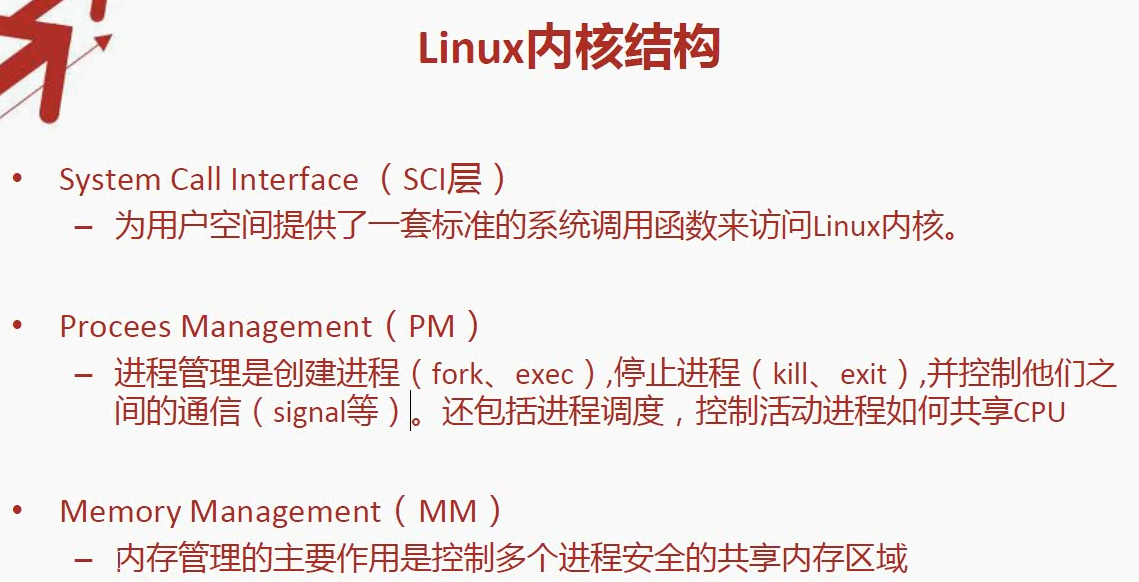 Linux内核结构
• System Call Interface （SCI层）
– 为用户空间提供了一套标准的系统调用函数来访问Linux内核。
• Procees Management（PM）
– 进程管理是创建进程（fork、exec）,停止进程（kill、exit）,并控制他们之
间的通信（signal等）。还包括进程调度，控制活动进程如何共享CPU
• Memory Management（MM）
– 内存管理的主要作用是控制多个进程安全的共享内存区域